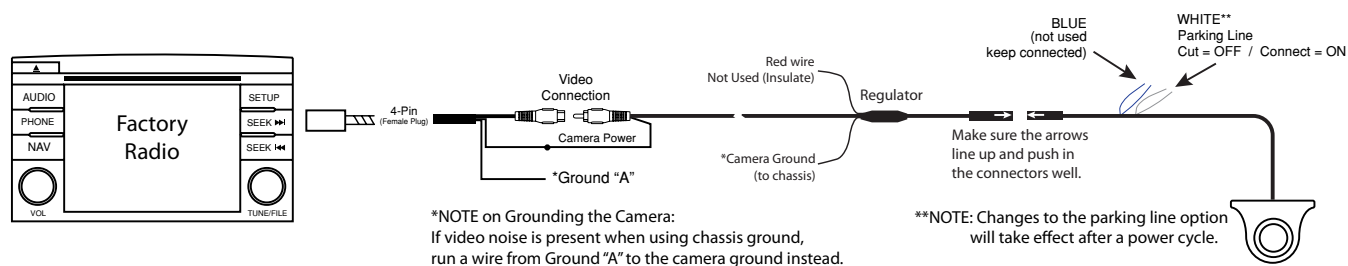 AUDIO
PHONE
NAV
VOL
Factory
Radio
SETUP
SEEK
SEEK
TUNE/FILE
4-Pin
(Female Plug)
Video
Connection
Camera Power
*Ground “A”
*NOTE on Grounding the Camera:
If video noise is present when using chassis ground,
run a wire from Ground “A” to the camera ground instead.
Red wire
Not Used (Insulate)
Regulator
*Camera Ground
(to chassis)
Make sure the arrows
line up and push in
the connectors well.
BLUE
(not used
keep connected)
WHITE**
Parking Line
Cut = OFF / Connect = ON
**NOTE: Changes to the parking line option
will take effect after a power cycle.